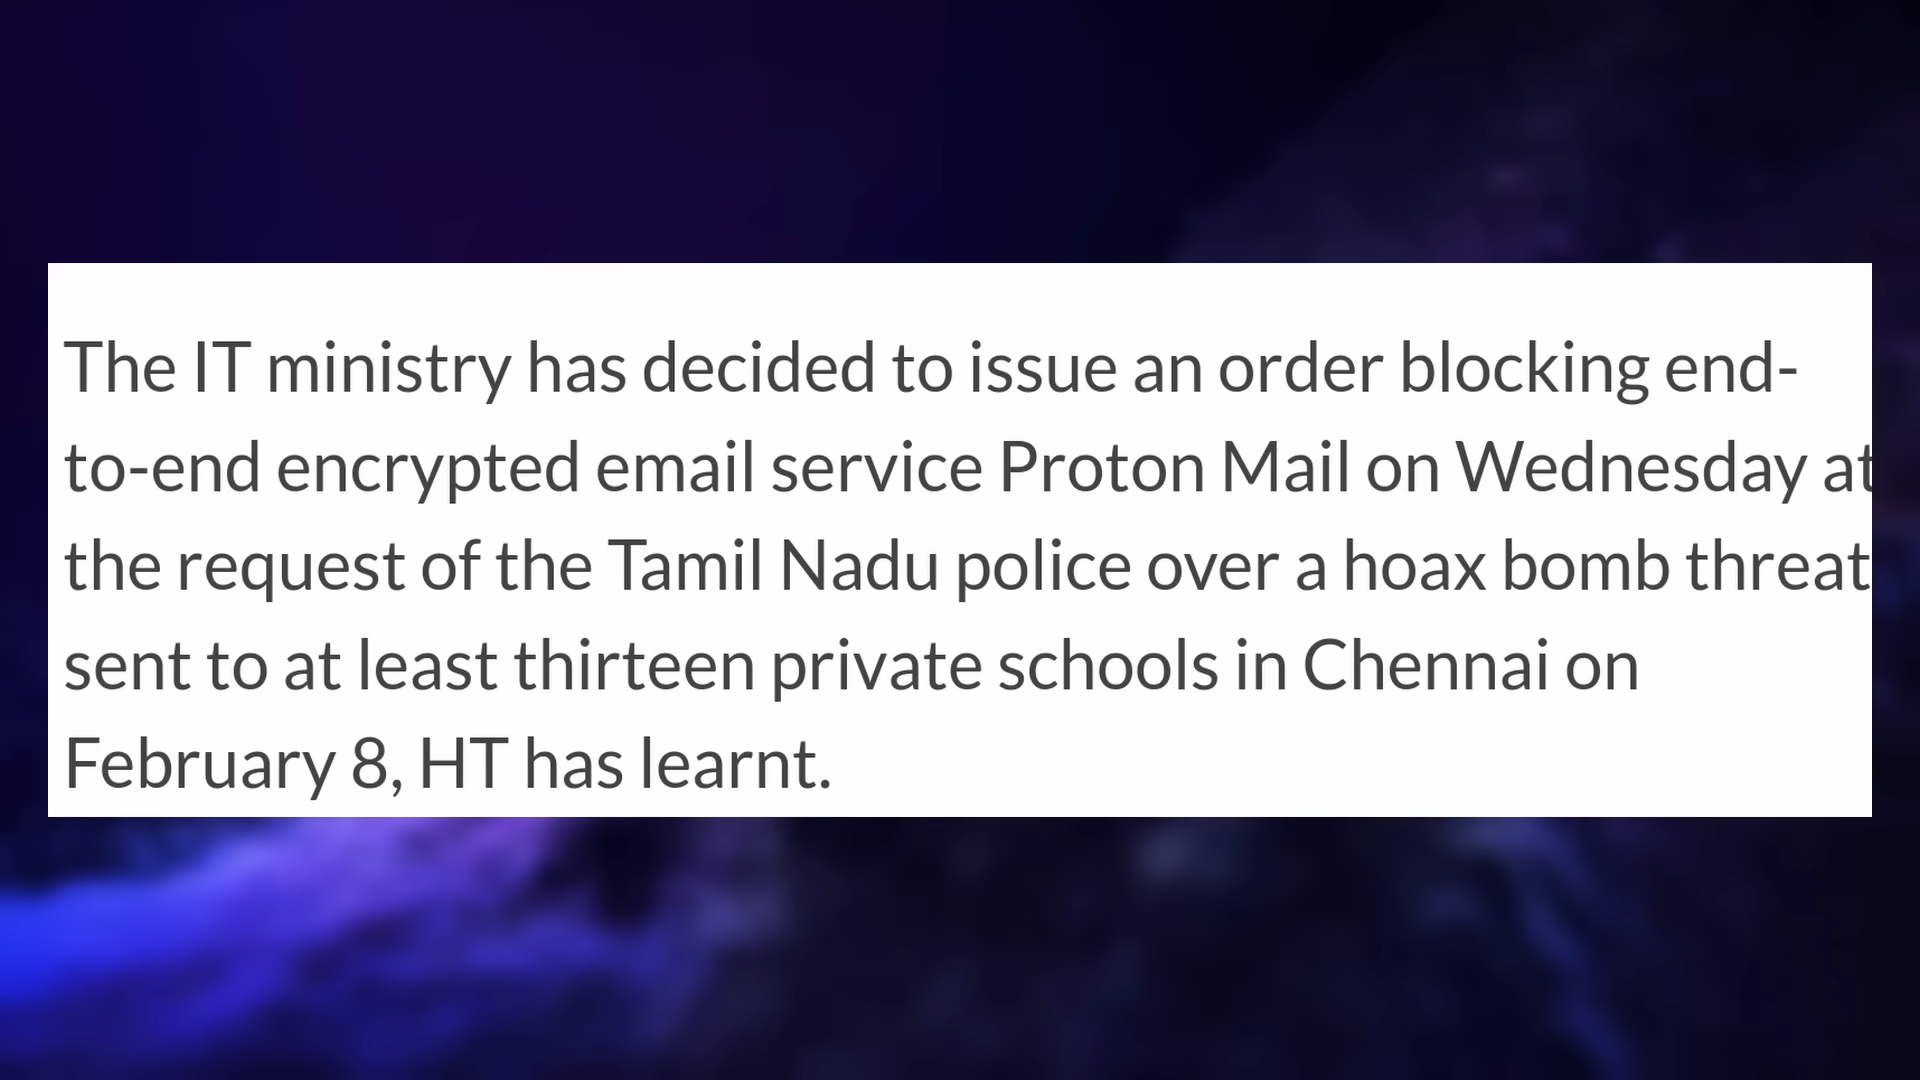 The IT ministry has decided to issue an order blocking end-
to-end encrypted email service Proton Mail on Wednesday at
the request of the Tamil Nadu police over a hoax bomb threat
sent to at least thirteen private schools in Chennai on
February 8, HT has learnt.